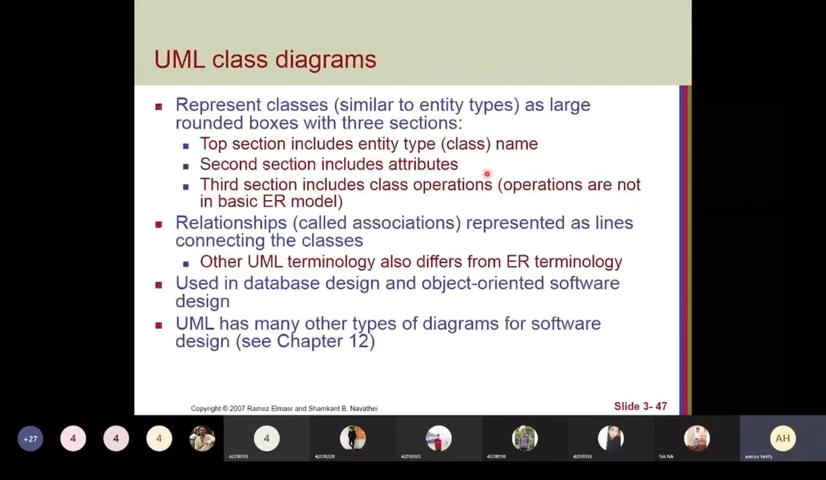 UML class diagrams
Represent classes (similar to entity types) as large
rounded boxes with three sections:
Top section includes entity type (class) name
Second section includes attributes
Third section includes class operations (operations are not
in basic ER model)
Relationships (called associations) represented as lines
connecting the classes
Other UML terminology also differs from ER terminology
Used in database design and object-oriented software
design
UML has many other types of diagrams for software
design (see Chapter 12)
Copyright © 2007 Ramez Elmasr and Shamkant B. Navathei
Slide 3- 47
+27
4
4
4
4
AH
NA NA